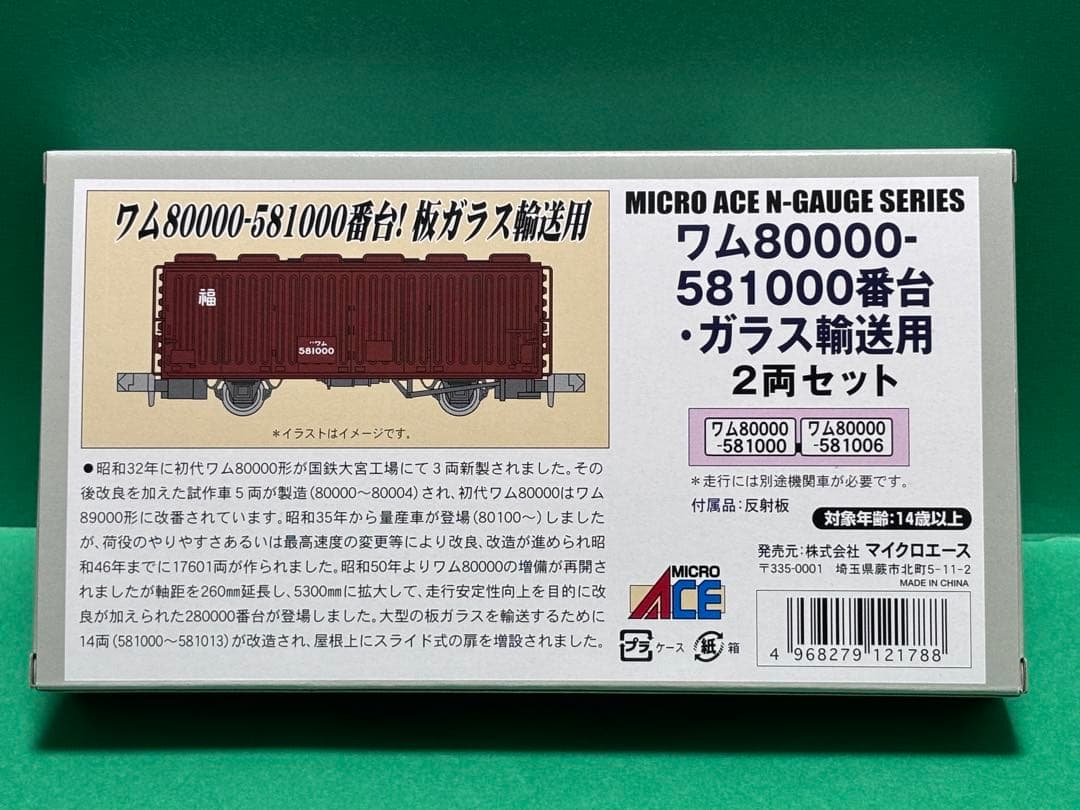 ワム80000-581000番台! 板ガラス輸送用
福
ワム
581000
＊イラストはイメージです。
●昭和32年に初代ワム80000形が国鉄大宮工場にて3両新製されました。その
後改良を加えた試作車5両が製造(80000〜80004)され、初代ワム80000はワム
89000形に改番されています。昭和35年から量産車が登場(80100〜)しました
が、荷役のやりやすさあるいは最高速度の変更等により改良、改造が進められ昭
和46年までに17601両が作られました。昭和50年よりワム80000の増備が再開さ
れましたが軸距を260㎜延長し、5300㎜に拡大して、走行安定性向上を目的に改
良が加えられた280000番台が登場しました。大型の板ガラスを輸送するために
14両(581000〜581013)が改造され、屋根上にスライド式の扉を増設されました。
MICRO ACE N-GAUGE SERIES
ワム80000-
581000番台
・ガラス輸送用
2両セット
ワム80000
-581000
ワム80000
-581006
＊走行には別途機関車が必要です。
付属品：反射板
対象年齢：14歳以上
発売元：株式会社 マイクロエース
〒335-0001 埼玉県蕨市北町5-11-2
MADE IN CHINA
MICRO
ACE
プラ ケース 紙 箱
4 968279 121788